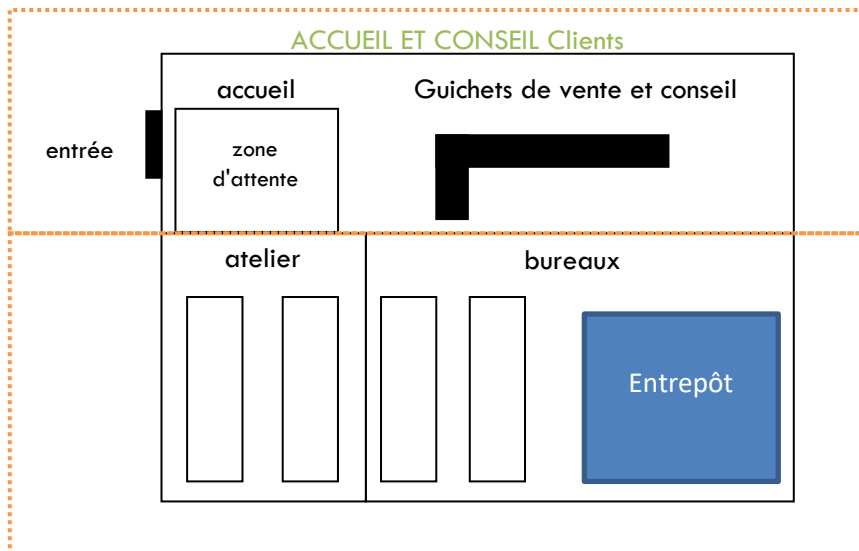 ACCUEIL ET CONSEIL Clients
accueil
Guichets de vente et conseil
entrée
zone
d'attente
atelier
bureaux
Entrepôt